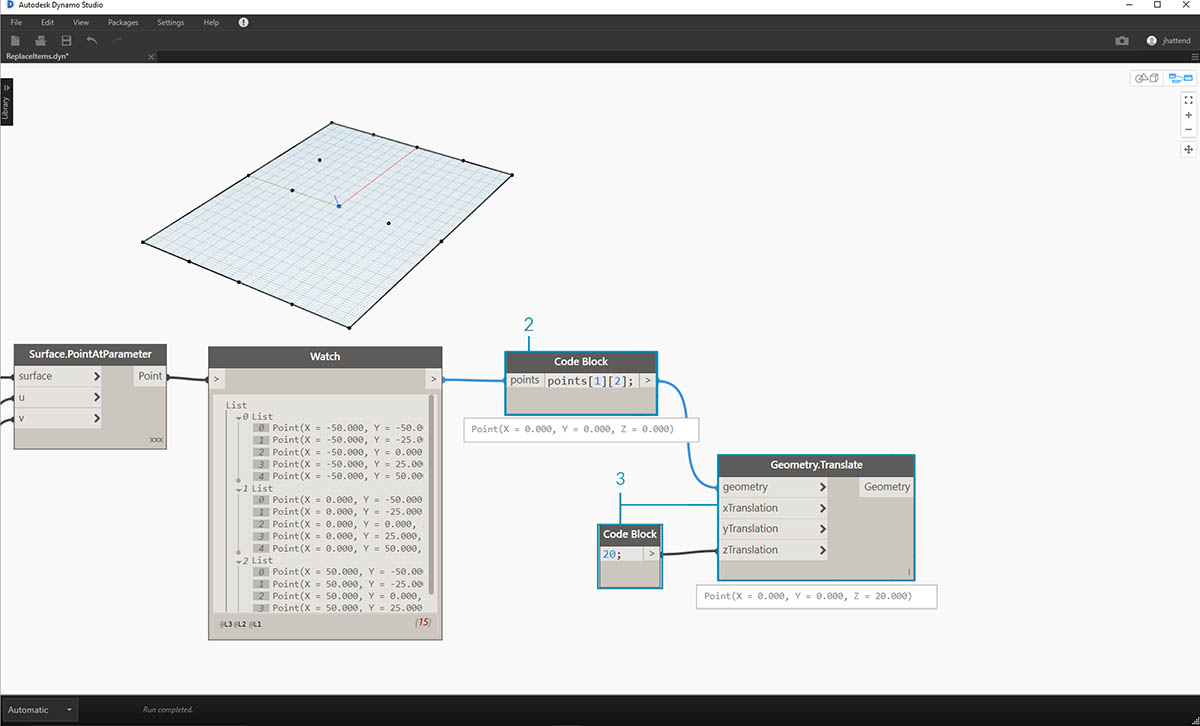 Autodesk Dynamo Studio
File Edit View Packages Settings Help !
jhattend
ReplaceItems.dyn*
Library
2
Surface.PointAtParameter
surface > Point
u >
v >
xxx
Watch
> >
List
0 List
0 Point(X = -50.000, Y = -50.0
1 Point(X = -50.000, Y = -25.0
2 Point(X = -50.000, Y = 0.000
3 Point(X = -50.000, Y = 25.00
4 Point(X = -50.000, Y = 50.00
1 List
0 Point(X = 0.000, Y = -50.000
1 Point(X = 0.000, Y = -25.000
2 Point(X = 0.000, Y = 0.000,
3 Point(X = 0.000, Y = 25.000,
4 Point(X = 0.000, Y = 50.000,
2 List
0 Point(X = 50.000, Y = -50.00
1 Point(X = 50.000, Y = -25.00
2 Point(X = 50.000, Y = 0.000,
3 Point(X = 50.000, Y = 25.000
@L3 @L2 @L1 {15}
Code Block
points points[1][2]; >
Point(X = 0.000, Y = 0.000, Z = 0.000)
3
Code Block
20; >
Geometry.Translate
geometry > Geometry
xTranslation >
yTranslation >
zTranslation >
Point(X = 0.000, Y = 0.000, Z = 20.000)
Automatic
Run completed.